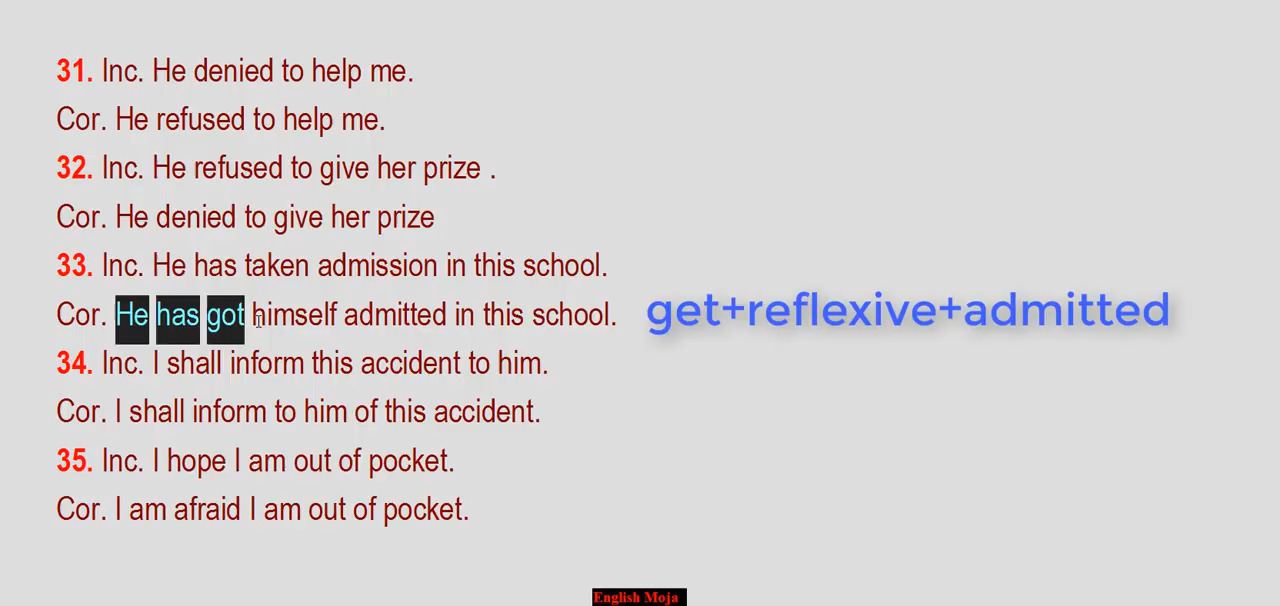 31. Inc. He denied to help me.
Cor. He refused to help me.
32. Inc. He refused to give her prize .
Cor. He denied to give her prize
33. Inc. He has taken admission in this school.
Cor. He has got himself admitted in this school. get+reflexive+admitted
34. Inc. I shall inform this accident to him.
Cor. I shall inform to him of this accident.
35. Inc. I hope I am out of pocket.
Cor. I am afraid I am out of pocket.
English Moja